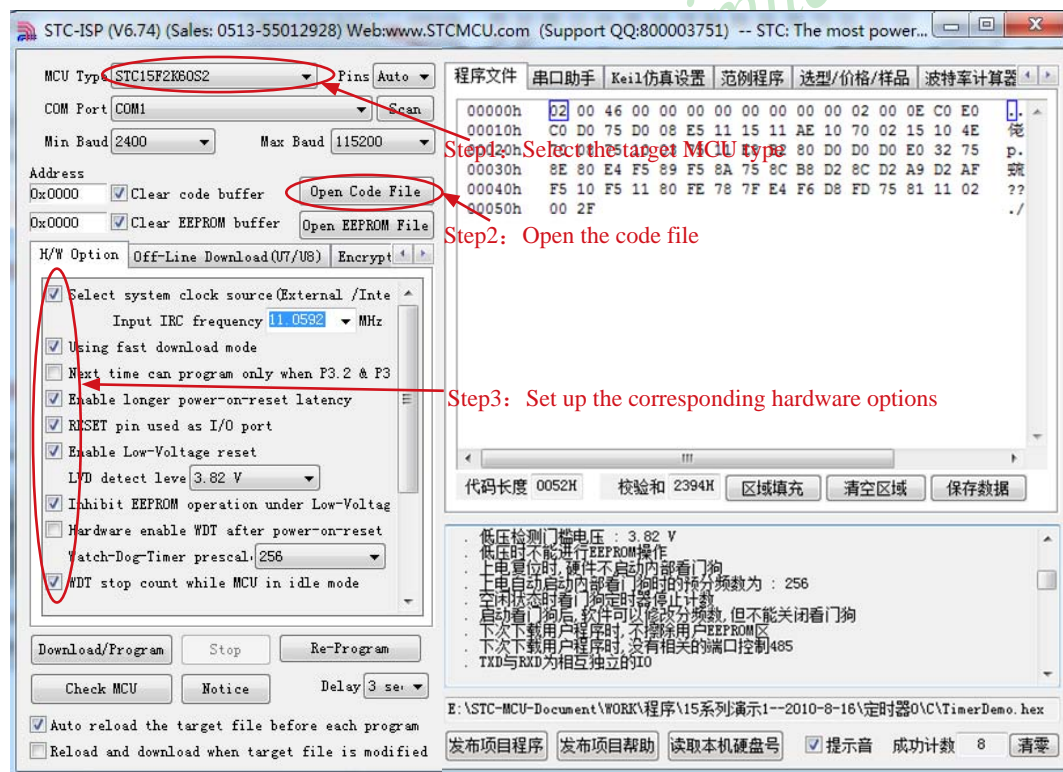 STC-ISP (V6.74) (Sales: 0513-55012928) Web:www.STCMCU.com (Support QQ:800003751) -- STC: The most power...
MCU Type STC15F2K60S2 Pins Auto
COM Port COM1 Scan
Min Baud 2400 Max Baud 115200
Address
0x0000 Clear code buffer Open Code File
0x0000 Clear EEPROM buffer Open EEPROM File
H/W Option Off-Line Download(U7/U8) Encrypt
Select system clock source(External /Inte
Input IRC frequency 11.0592 MHz
Using fast download mode
Next time can program only when P3.2 & P3
Enable longer power-on-reset latency
RESET pin used as I/O port
Enable Low-Voltage reset
LVD detect leve 3.82 V
Inhibit EEPROM operation under Low-Voltag
Hardware enable WDT after power-on-reset
Watch-Dog-Timer prescal 256
WDT stop count while MCU in idle mode
Download/Program Stop Re-Program
Check MCU Notice Delay 3 se
Auto reload the target file before each program
Reload and download when target file is modified
程序文件 串口助手 Keil仿真设置 范例程序 选型/价格/样品 波特率计算器
00000h 02 00 46 00 00 00 00 00 00 00 00 02 00 0E C0 E0 ..
00010h C0 D0 75 D0 08 E5 11 15 11 AE 10 70 02 15 10 4E
Step1: Select the target MCU type
00020h 80 D0 D0 D0 E0 32 75 p.
00030h 8E 80 E4 F5 89 F5 8A 75 8C B8 D2 8C D2 A9 D2 AF
00040h F5 10 F5 11 80 FE 78 7F E4 F6 D8 FD 75 81 11 02 ??
00050h 00 2F ./
Step2: Open the code file
Step3: Set up the corresponding hardware options
代码长度 0052H 校验和 2394H 区域填充 清空区域 保存数据
. 低压检测门槛电压 : 3.82 V
. 低压时不能进行EEPROM操作
. 上电复位时,硬件不启动内部看门狗
. 上电自动启动内部看门狗时的预分频数为 : 256
. 空闲状态时看门狗定时器停止计数
. 启动看门狗后,软件可以修改分频数,但不能关闭看门狗
. 下次下载用户程序时,不擦除用户EEPROM区
. 下次下载用户程序时,没有相关的端口控制485
. TXD与RXD为相互独立的IO
E:\STC-MCU-Document\WORK\程序\15系列演示1--2010-8-16\定时器0\C\TimerDemo.hex
发布项目程序 发布项目帮助 读取本机硬盘号 提示音 成功计数 8 清零